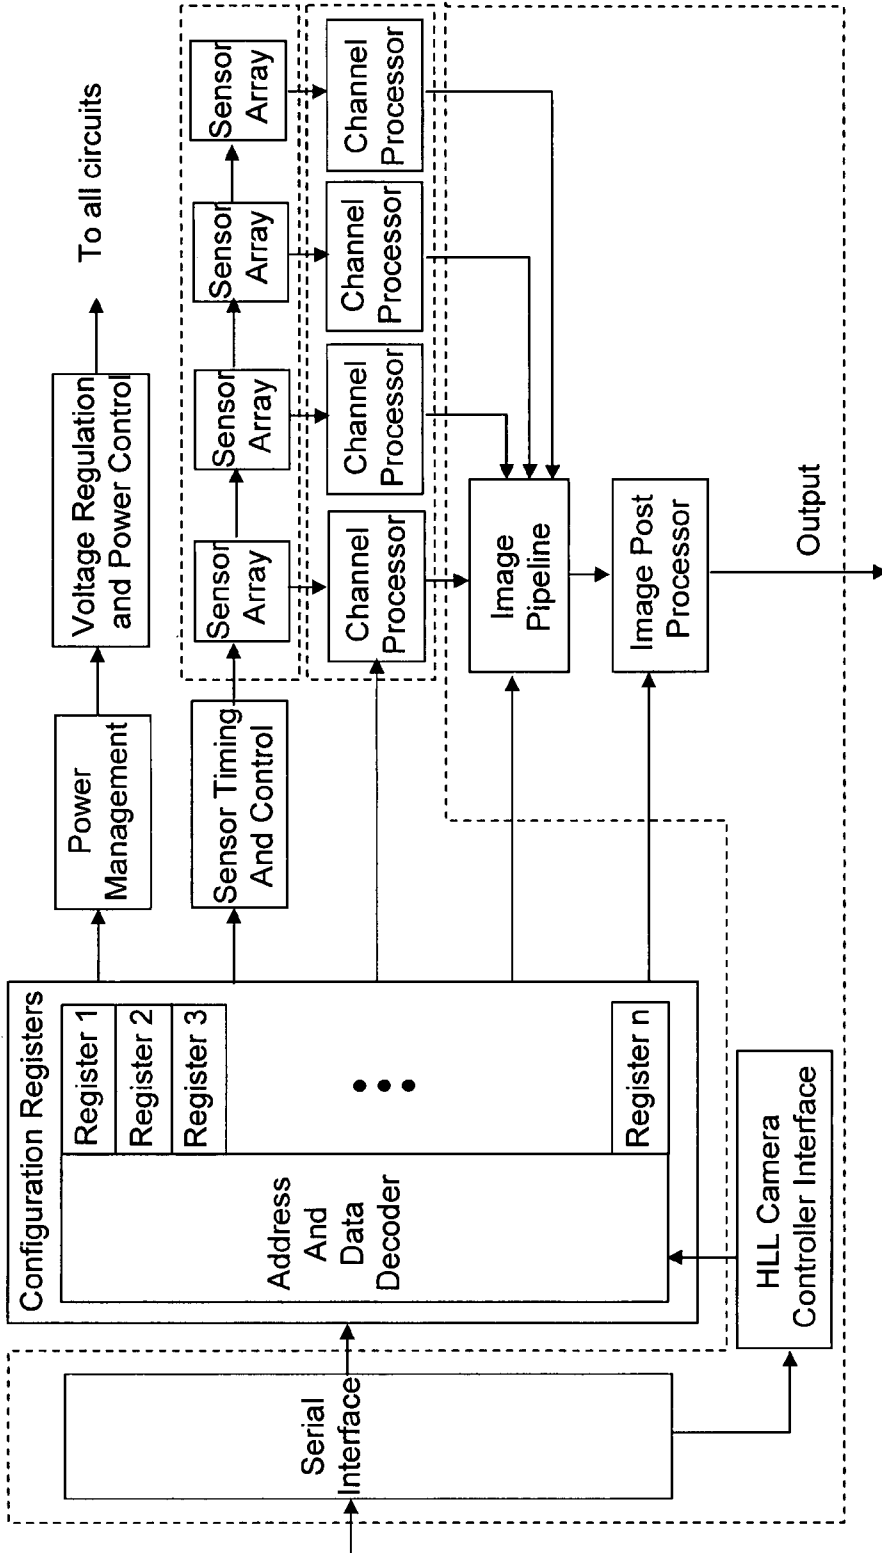 Serial
Interface
Configuration Registers
Address
And
Data
Decoder
Register 1
Register 2
Register 3
Register n
HLL Camera
Controller Interface
Power
Management
Voltage Regulation
and Power Control
To all circuits
Sensor Timing
And Control
Sensor
Array
Sensor
Array
Sensor
Array
Sensor
Array
Channel
Processor
Channel
Processor
Channel
Processor
Channel
Processor
Image
Pipeline
Image Post
Processor
Output